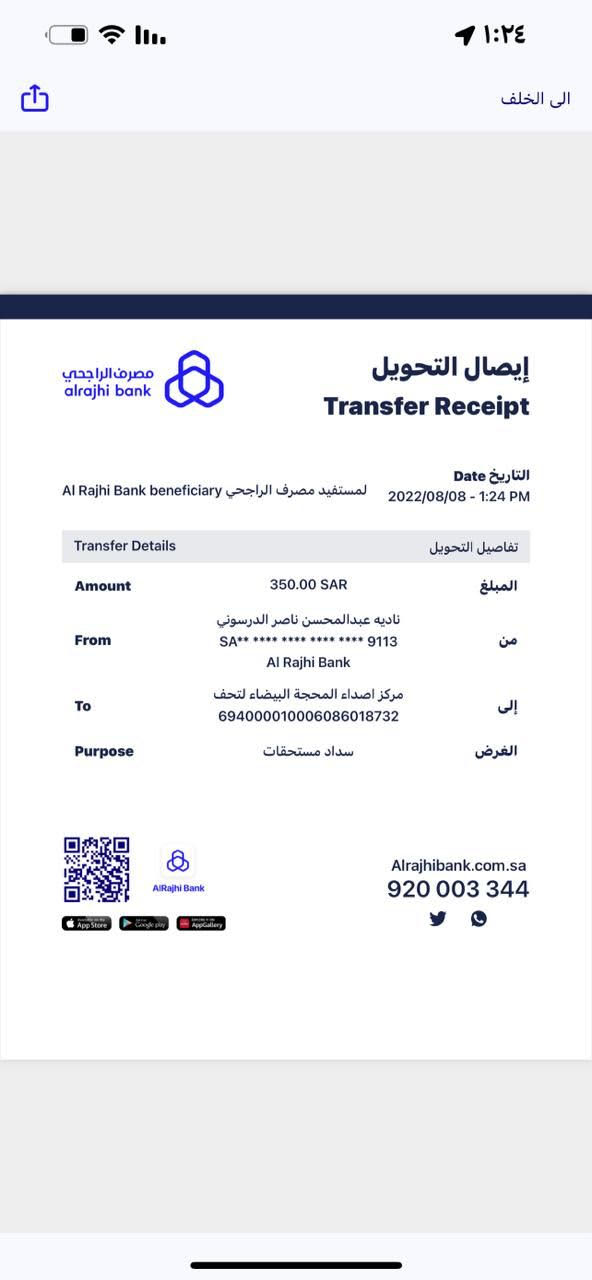 ١:٢٤
الى الخلف
مصرف الراجحي
alrajhi bank
إيصال التحويل
Transfer Receipt
التاريخ Date
2022/08/08 - 1:24 PM
لمستفيد مصرف الراجحي Al Rajhi Bank beneficiary
Transfer Details تفاصيل التحويل
Amount 350.00 SAR المبلغ
ناديه عبدالمحسن ناصر الدرسوني
From SA** **** **** **** **** 9113 من
Al Rajhi Bank
مركز اصداء المحجة البيضاء لتحف
To 694000010006086018732 إلى
Purpose سداد مستحقات الغرض
Alrajhibank.com.sa
920 003 344
AlRajhi Bank
App Store
Google play
AppGallery